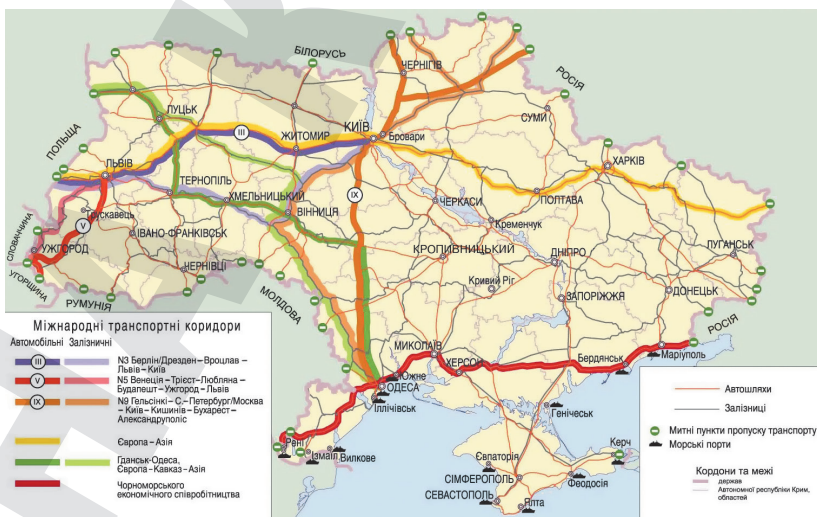 БІЛОРУСЬ
РОСІЯ
ПОЛЬЩА
СЛОВАЧЧИНА
УГОРЩИНА
РУМУНІЯ
МОЛДОВА
РОСІЯ
ЧЕРНІГІВ
ЛУЦЬК
КИЇВ
Бровари
СУМИ
ЖИТОМИР
ЛЬВІВ
ХАРКІВ
ТЕРНОПІЛЬ
ХМЕЛЬНИЦЬКИЙ
ПОЛТАВА
ЧЕРКАСИ
ВІННИЦЯ
Трускавець
Кременчук
ІВАНО-ФРАНКІВСЬК
УЖГОРОД
ЛУГАНСЬК
КРОПИВНИЦЬКИЙ
ДНІПРО
ЧЕРНІВЦІ
Кривий Ріг
ЗАПОРІЖЖЯ
ДОНЕЦЬК
МИКОЛАЇВ
ХЕРСОН
Бердянськ
Маріуполь
Южне
ОДЕСА
Іллічівськ
Генічеськ
Рені
Ізмаїл
Вилкове
Євпаторія
Керч
СІМФЕРОПОЛЬ
Феодосія
СЕВАСТОПОЛЬ
Ялта
III
V
IX
Міжнародні транспортні коридори
Автомобільні Залізничні
III N3 Берлін/Дрезден – Вроцлав –
Львів – Київ
V N5 Венеція – Трієст – Любляна –
Будапешт – Ужгород – Львів
IX N9 Гельсінкі – С.-Петербург/Москва
– Київ – Кишинів – Бухарест –
Александруполіс
Європа – Азія
Гданськ-Одеса,
Європа – Кавказ – Азія
Чорноморського
економічного співробітництва
Автошляхи
Залізниці
Митні пункти пропуску транспорту
Морські порти
Кордони та межі
держав
Автономної республіки Крим,
областей